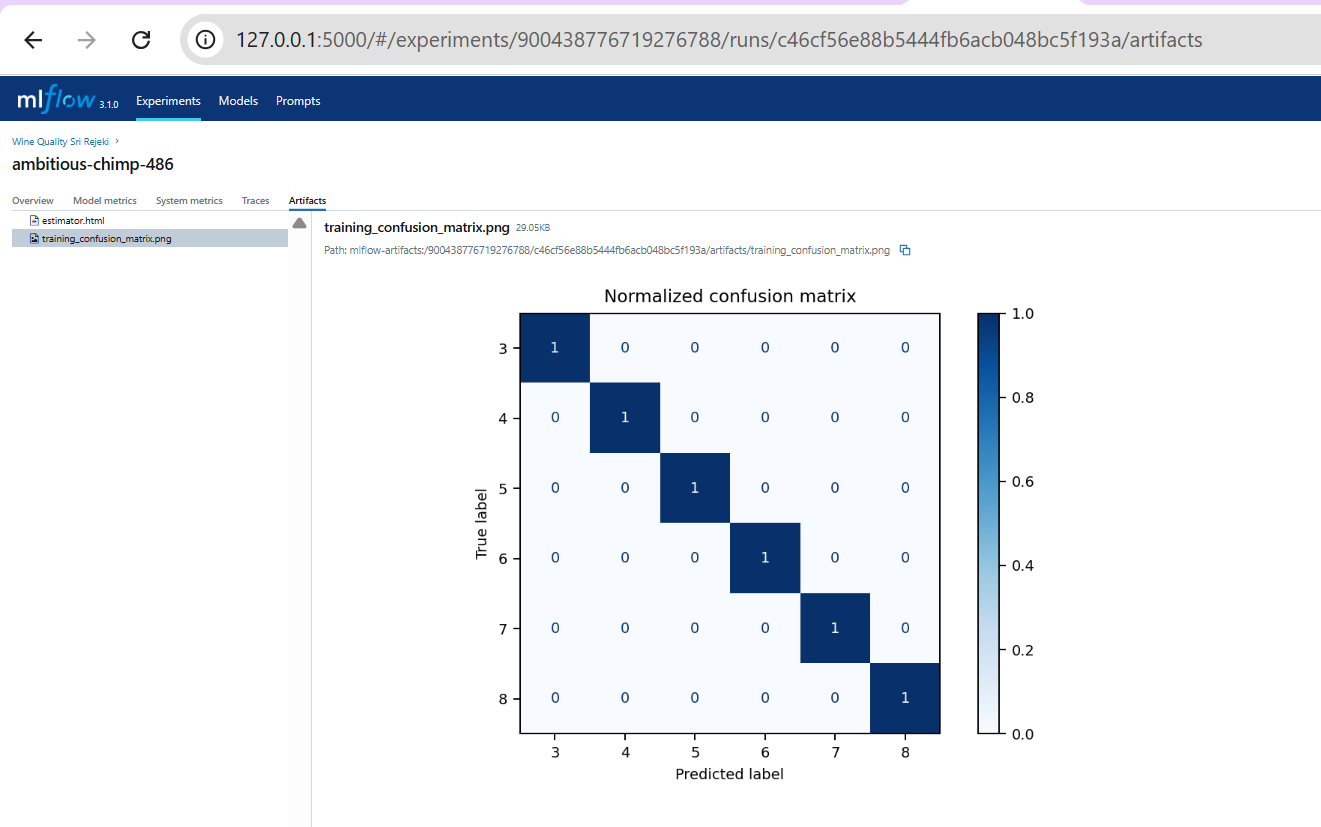 127.0.0.1:5000/#/experiments/900438776719276788/runs/c46cf56e88b5444fb6acb048bc5f193a/artifacts
mlflow 3.1.0 Experiments Models Prompts
Wine Quality Sri Rejeki >
ambitious-chimp-486
Overview Model metrics System metrics Traces Artifacts
estimator.html
training_confusion_matrix.png
training_confusion_matrix.png 29.05KB
Path: mlflow-artifacts:/900438776719276788/c46cf56e88b5444fb6acb048bc5f193a/artifacts/training_confusion_matrix.png
Normalized confusion matrix
3 1 0 0 0 0 0
4 0 1 0 0 0 0
5 0 0 1 0 0 0
6 0 0 0 1 0 0
7 0 0 0 0 1 0
8 0 0 0 0 0 1
3 4 5 6 7 8
True label
Predicted label
1.0
0.8
0.6
0.4
0.2
0.0